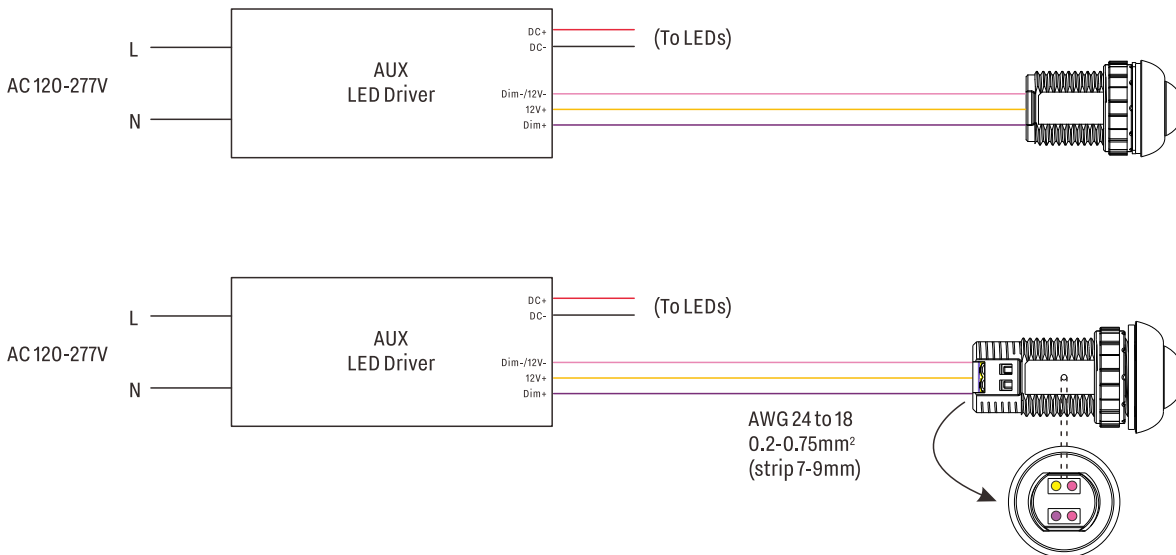 DC+
(To LEDs)
DC-
L
AUX
LED Driver
AC 120-277V
Dim-/12V-
12V+
N
Dim+
DC+
(To LEDs)
DC-
L
AUX
LED Driver
AC 120-277V
Dim-/12V-
12V+
N
Dim+
AWG 24 to 18
0.2-0.75mm²
(strip 7-9mm)